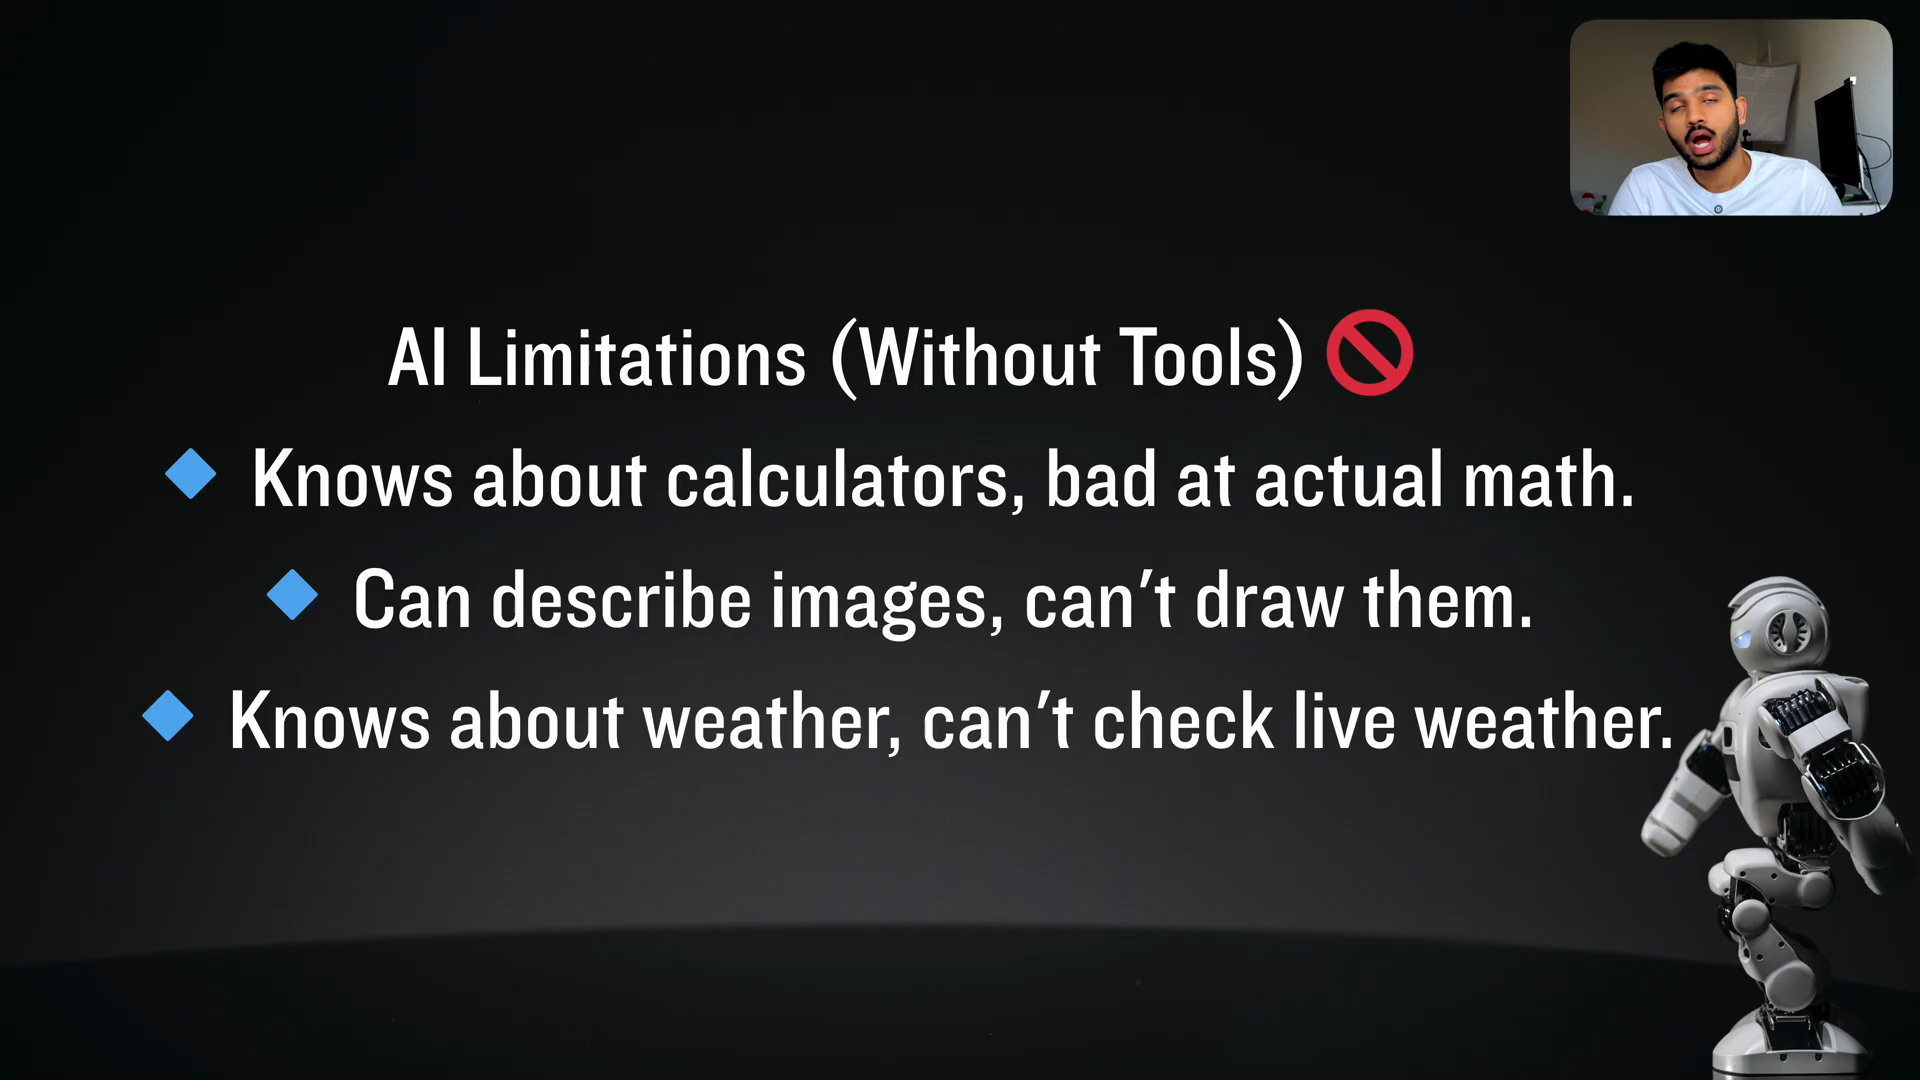 AI Limitations (Without Tools) 🚫
🔷 Knows about calculators, bad at actual math.
🔷 Can describe images, can't draw them.
🔷 Knows about weather, can't check live weather.